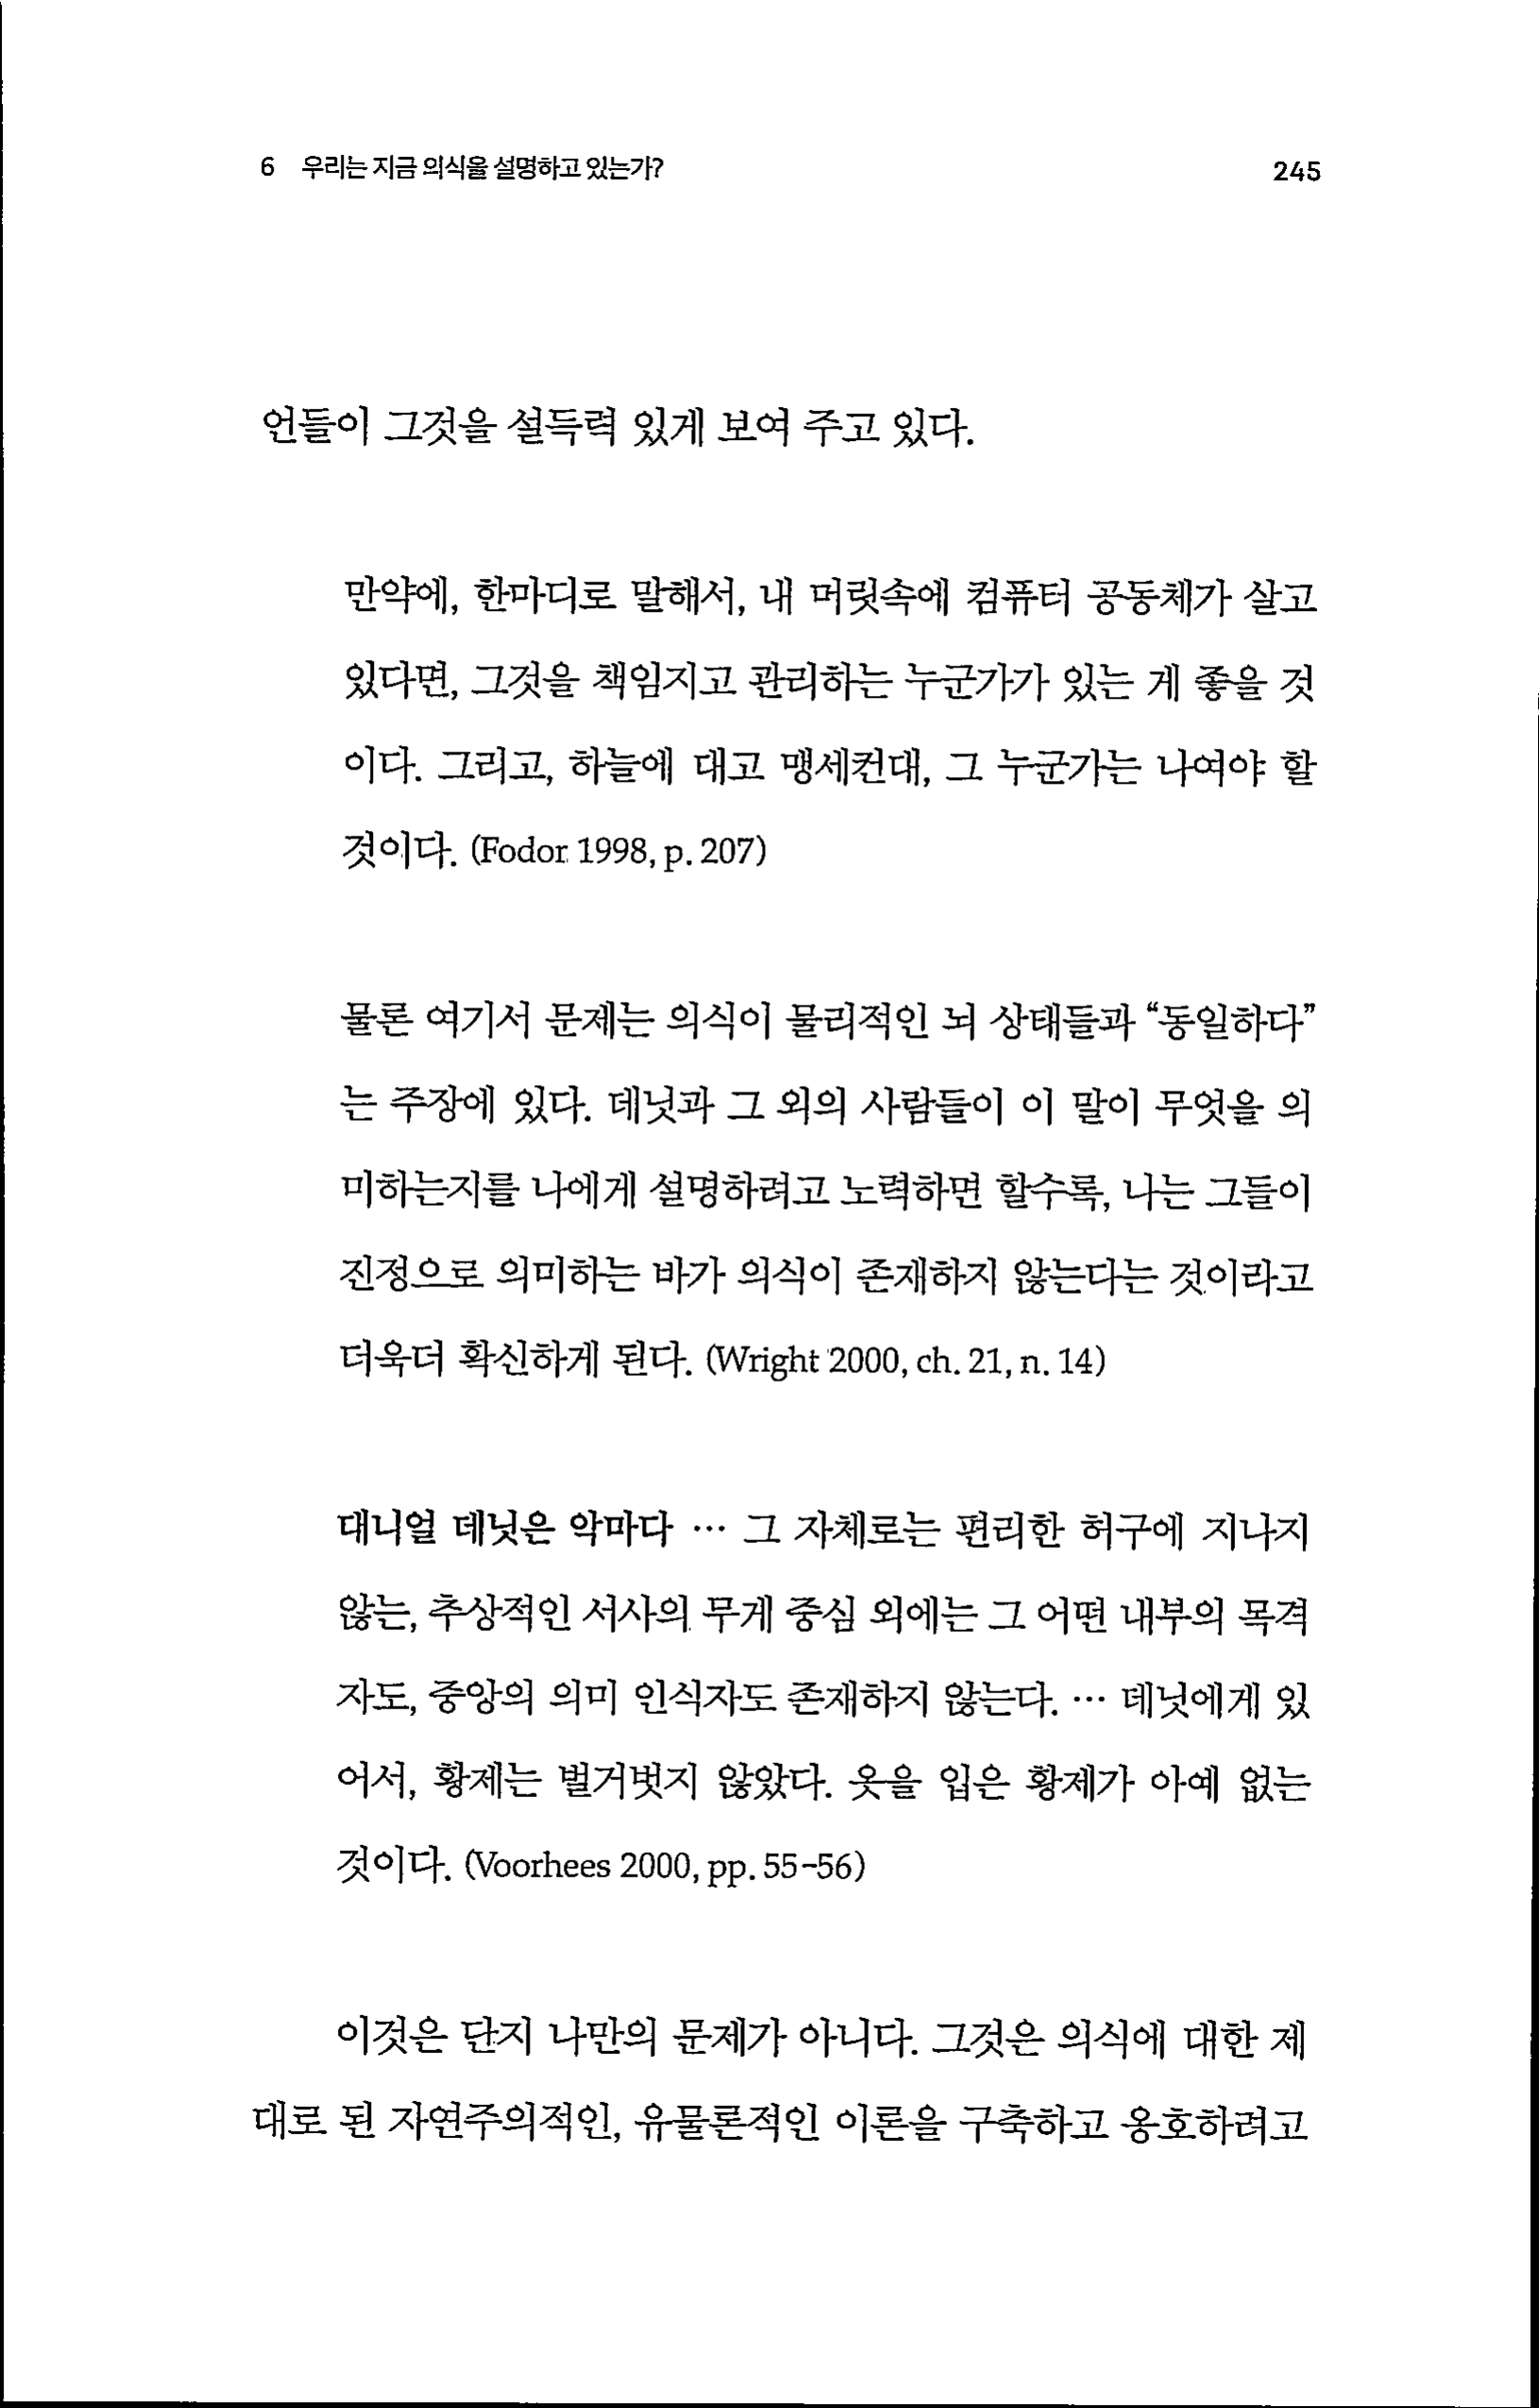 6 우리는 지금 의식을 설명하고 있는가?
245
언들이 그것을 설득력 있게 보여 주고 있다.
만약에, 한마디로 말해서, 내 머릿속에 컴퓨터 공동체가 살고
있다면, 그것을 책임지고 관리하는 누군가가 있는 게 좋을 것
이다. 그리고, 하늘에 대고 맹세컨대, 그 누군가는 나여야 할
것이다. (Fodor 1998, p. 207)
물론 여기서 문제는 의식이 물리적인 뇌 상태들과 “동일하다”
는 주장에 있다. 데닛과 그 외의 사람들이 이 말이 무엇을 의
미하는지를 나에게 설명하려고 노력하면 할수록, 나는 그들이
진정으로 의미하는 바가 의식이 존재하지 않는다는 것이라고
더욱더 확신하게 된다. (Wright 2000, ch. 21, n. 14)
대니얼 데닛은 악마다 … 그 자체로는 편리한 허구에 지나지
않는, 추상적인 서사의 무게 중심 외에는 그 어떤 내부의 목격
자도, 중앙의 의미 인식자도 존재하지 않는다. … 데닛에게 있
어서, 황제는 벌거벗지 않았다. 옷을 입은 황제가 아예 없는
것이다. (Voorhees 2000, pp. 55-56)
이것은 단지 나만의 문제가 아니다. 그것은 의식에 대한 제
대로 된 자연주의적인, 유물론적인 이론을 구축하고 옹호하려고